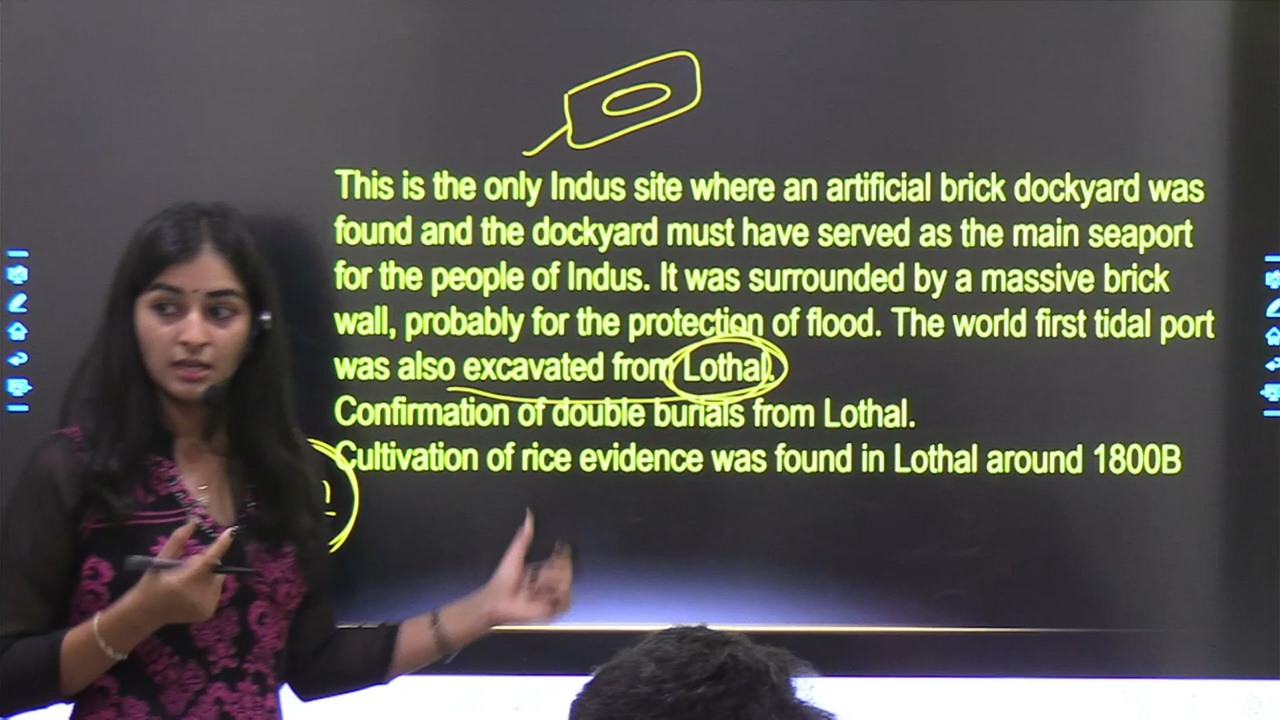 This is the only Indus site where an artificial brick dockyard was
found and the dockyard must have served as the main seaport
for the people of Indus. It was surrounded by a massive brick
wall, probably for the protection of flood. The world first tidal port
was also excavated from Lothal.
Confirmation of double burials from Lothal.
Cultivation of rice evidence was found in Lothal around 1800B